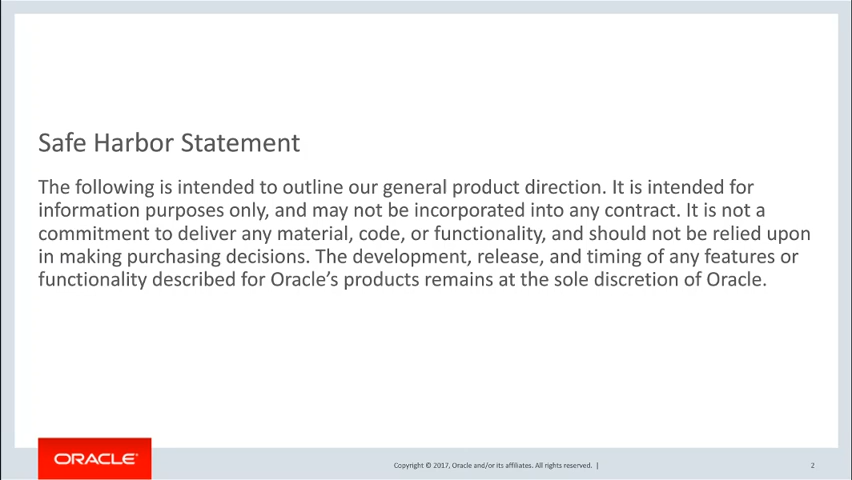 Safe Harbor Statement
The following is intended to outline our general product direction. It is intended for
information purposes only, and may not be incorporated into any contract. It is not a
commitment to deliver any material, code, or functionality, and should not be relied upon
in making purchasing decisions. The development, release, and timing of any features or
functionality described for Oracle’s products remains at the sole discretion of Oracle.
ORACLE®
Copyright © 2017, Oracle and/or its affiliates. All rights reserved. |
2